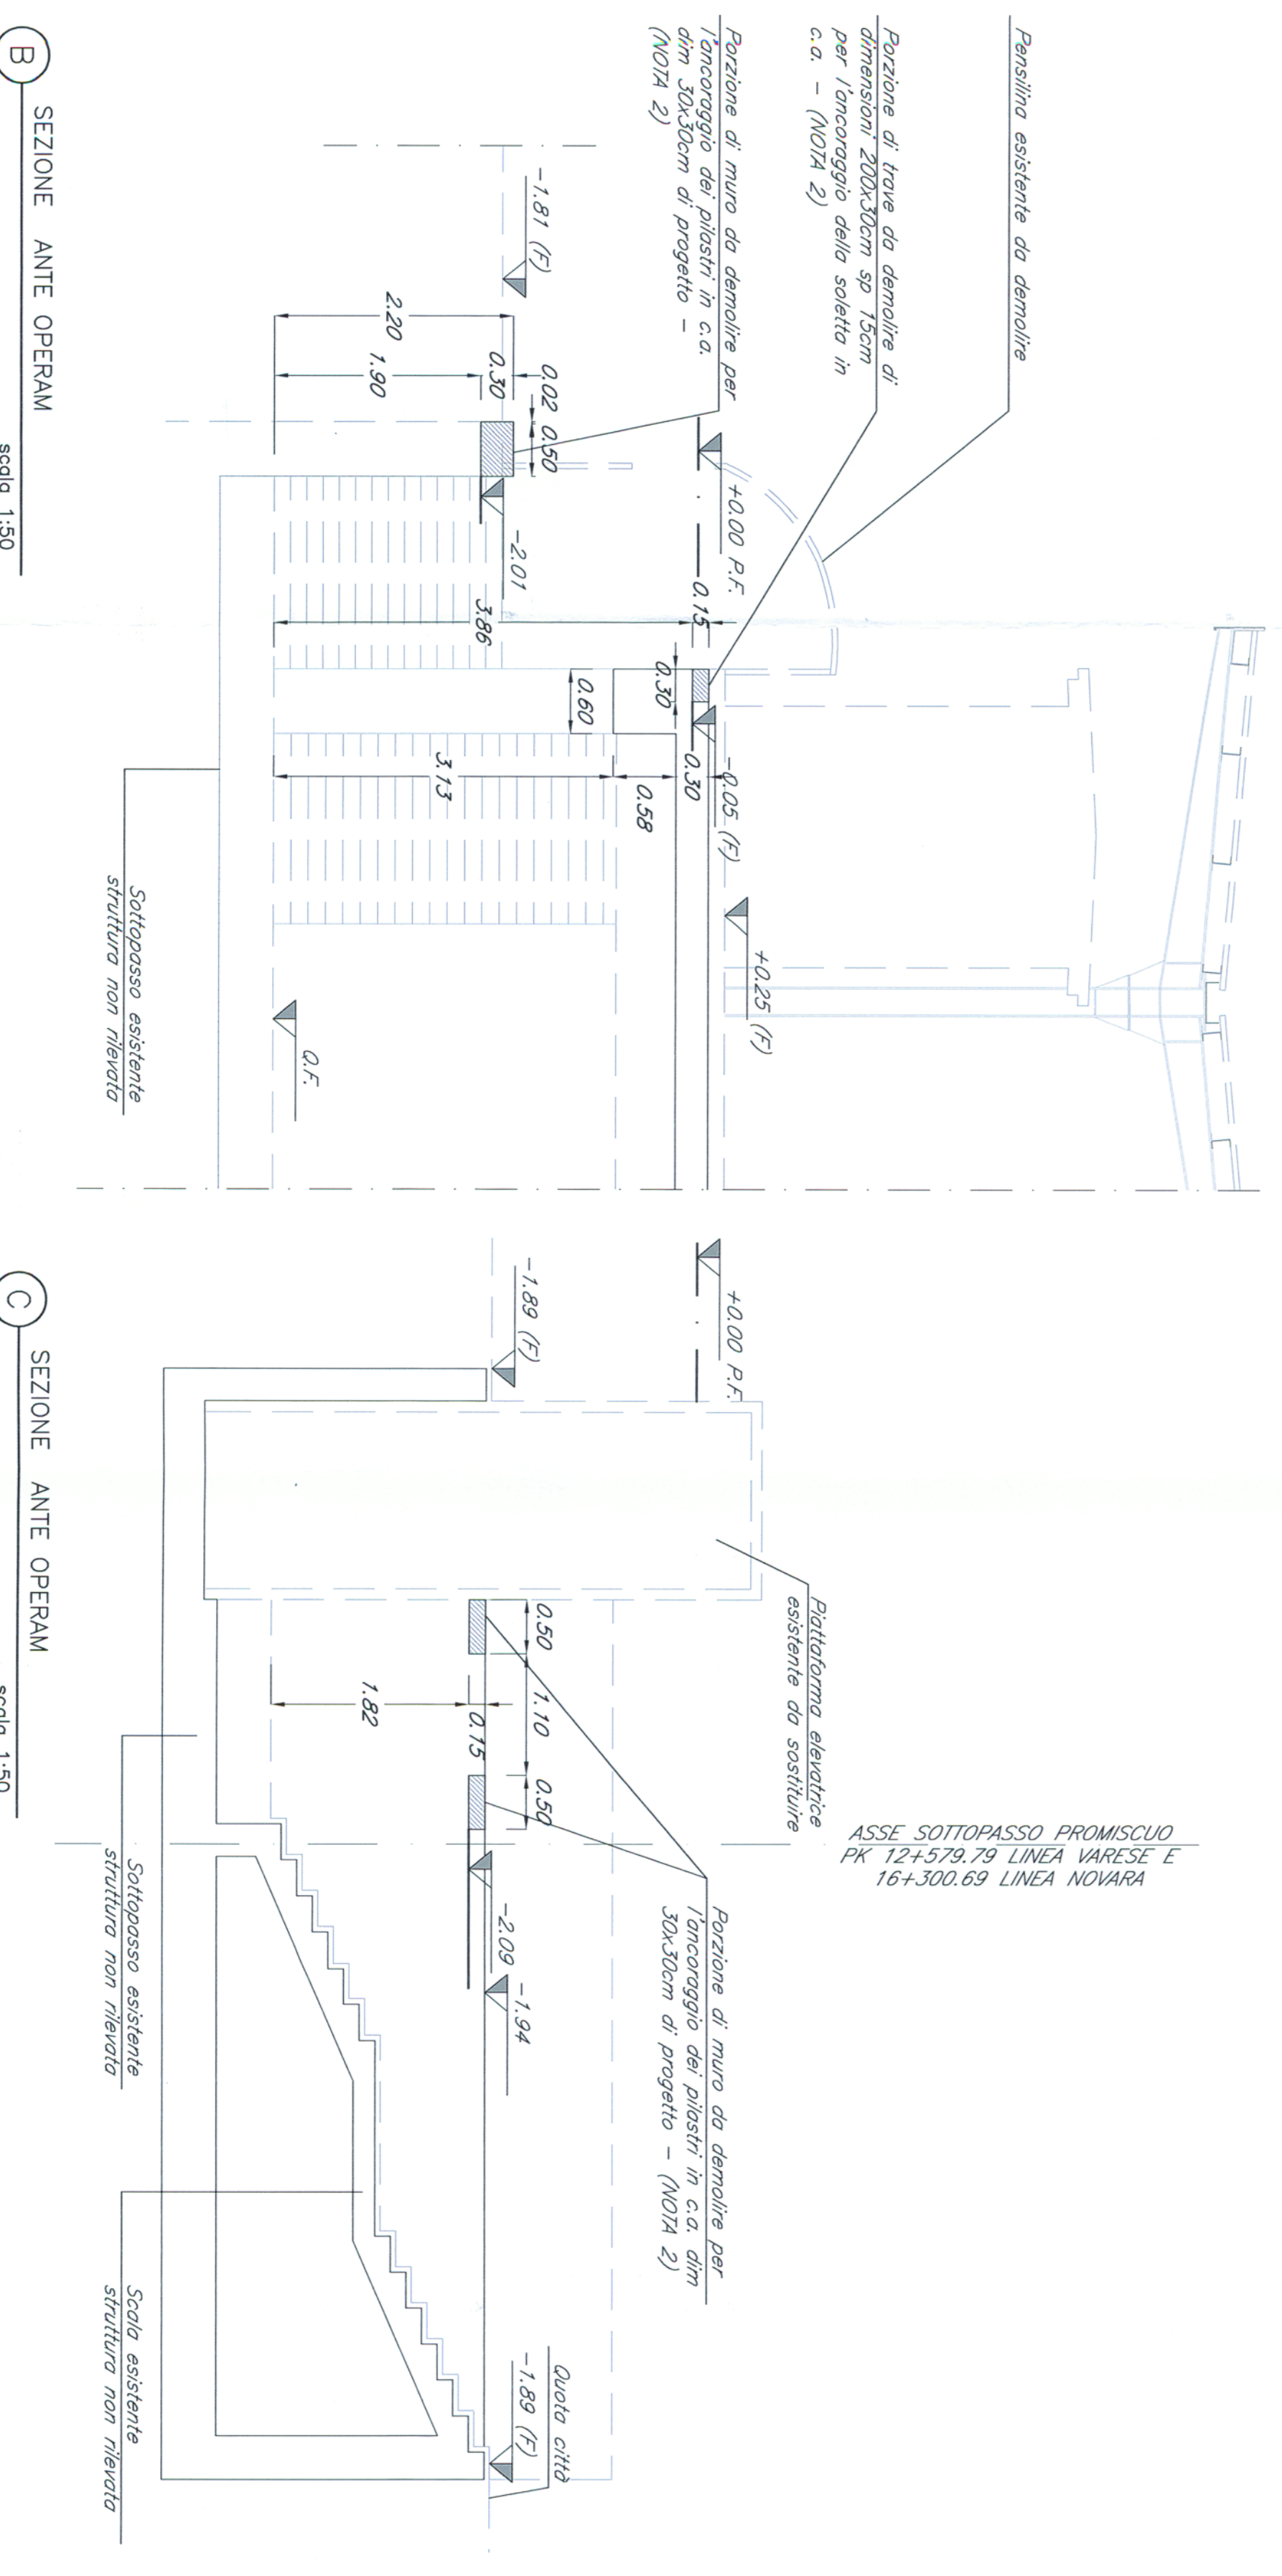 Pensilina esistente da demolire
Porzione di trave da demolire di
dimensioni 200x30cm sp 15cm
per l'ancoraggio della soletta in
c.a. - (NOTA 2)
Porzione di muro da demolire per
l'ancoraggio dei pilastri in c.a.
dim 30x30cm di progetto -
(NOTA 2)
-1.81 (F)
+0.00 P.F.
0.15
-0.05 (F)
+0.25 (F)
0.02
0.50
0.30
2.20
1.90
-2.01
3.86
0.30
0.60
0.30
0.58
3.13
Q.F.
Sottopasso esistente
struttura non rilevata
B
SEZIONE ANTE OPERAM
scala 1:50
+0.00 P.F.
-1.89 (F)
Piattaforma elevatrice
esistente da sostituire
ASSE SOTTOPASSO PROMISCUO
PK 12+579.79 LINEA VARESE E
16+300.69 LINEA NOVARA
Porzione di muro da demolire per
l'ancoraggio dei pilastri in c.a. dim
30x30cm di progetto - (NOTA 2)
0.50
1.10
0.50
0.15
1.82
-2.09
-1.94
Quota città
-1.89 (F)
Sottopasso esistente
struttura non rilevata
Scala esistente
struttura non rilevata
C
SEZIONE ANTE OPERAM
scala 1:50